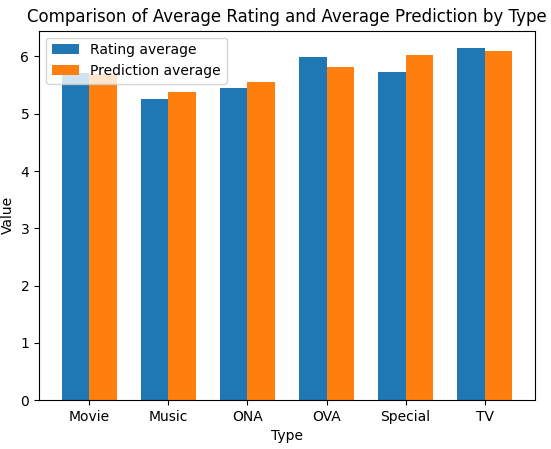 Comparison of Average Rating and Average Prediction by Type
Rating average
Prediction average
Value
6
5
4
3
2
1
0
Movie Music ONA OVA Special TV
Type